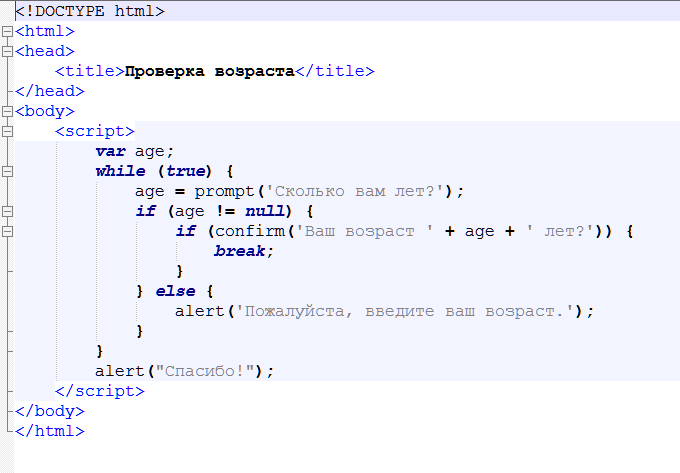 <!DOCTYPE html>
<html>
<head>
    <title>Проверка возраста</title>
</head>
<body>
    <script>
        var age;
        while (true) {
            age = prompt('Сколько вам лет?');
            if (age != null) {
                if (confirm('Ваш возраст ' + age + ' лет?')) {
                    break;
                }
            } else {
                alert('Пожалуйста, введите ваш возраст.');
            }
        }
        alert("Спасибо!");
    </script>
</body>
</html>